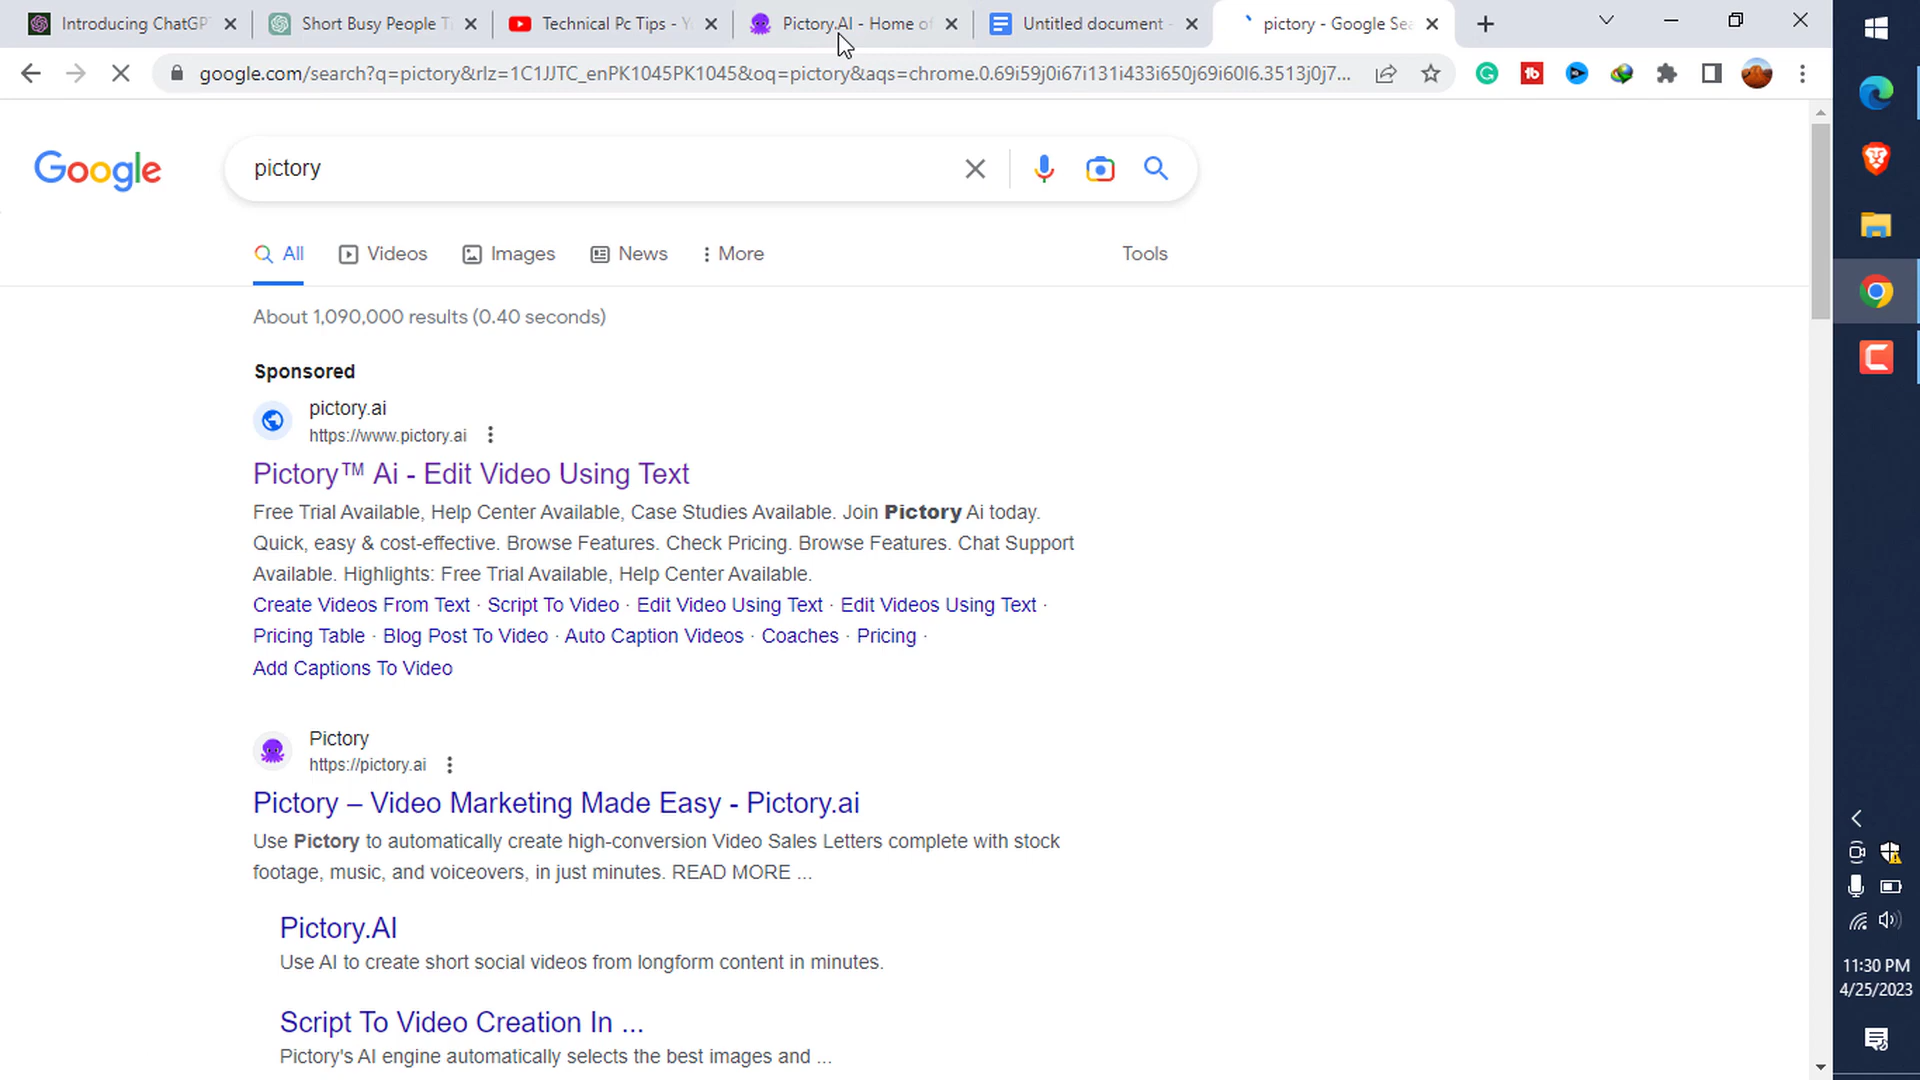 Introducing ChatGP
Short Busy People T
Technical Pc Tips - Y
Pictory.AI - Home of
Untitled document -
pictory - Google Sea
google.com/search?q=pictory&rlz=1C1JJTC_enPK1045PK1045&oq=pictory&aqs=chrome.0.69i59j0i67i131i433i650j69i60l6.3513j0j7...
Google
pictory
All
Videos
Images
News
More
Tools
About 1,090,000 results (0.40 seconds)
Sponsored
pictory.ai
https://www.pictory.ai
Pictory™ Ai - Edit Video Using Text
Free Trial Available, Help Center Available, Case Studies Available. Join Pictory Ai today.
Quick, easy & cost-effective. Browse Features. Check Pricing. Browse Features. Chat Support
Available. Highlights: Free Trial Available, Help Center Available.
Create Videos From Text · Script To Video · Edit Video Using Text · Edit Videos Using Text ·
Pricing Table · Blog Post To Video · Auto Caption Videos · Coaches · Pricing ·
Add Captions To Video
Pictory
https://pictory.ai
Pictory – Video Marketing Made Easy - Pictory.ai
Use Pictory to automatically create high-conversion Video Sales Letters complete with stock
footage, music, and voiceovers, in just minutes. READ MORE ...
Pictory.AI
Use AI to create short social videos from longform content in minutes.
Script To Video Creation In ...
Pictory's AI engine automatically selects the best images and ...
11:30 PM
4/25/2023